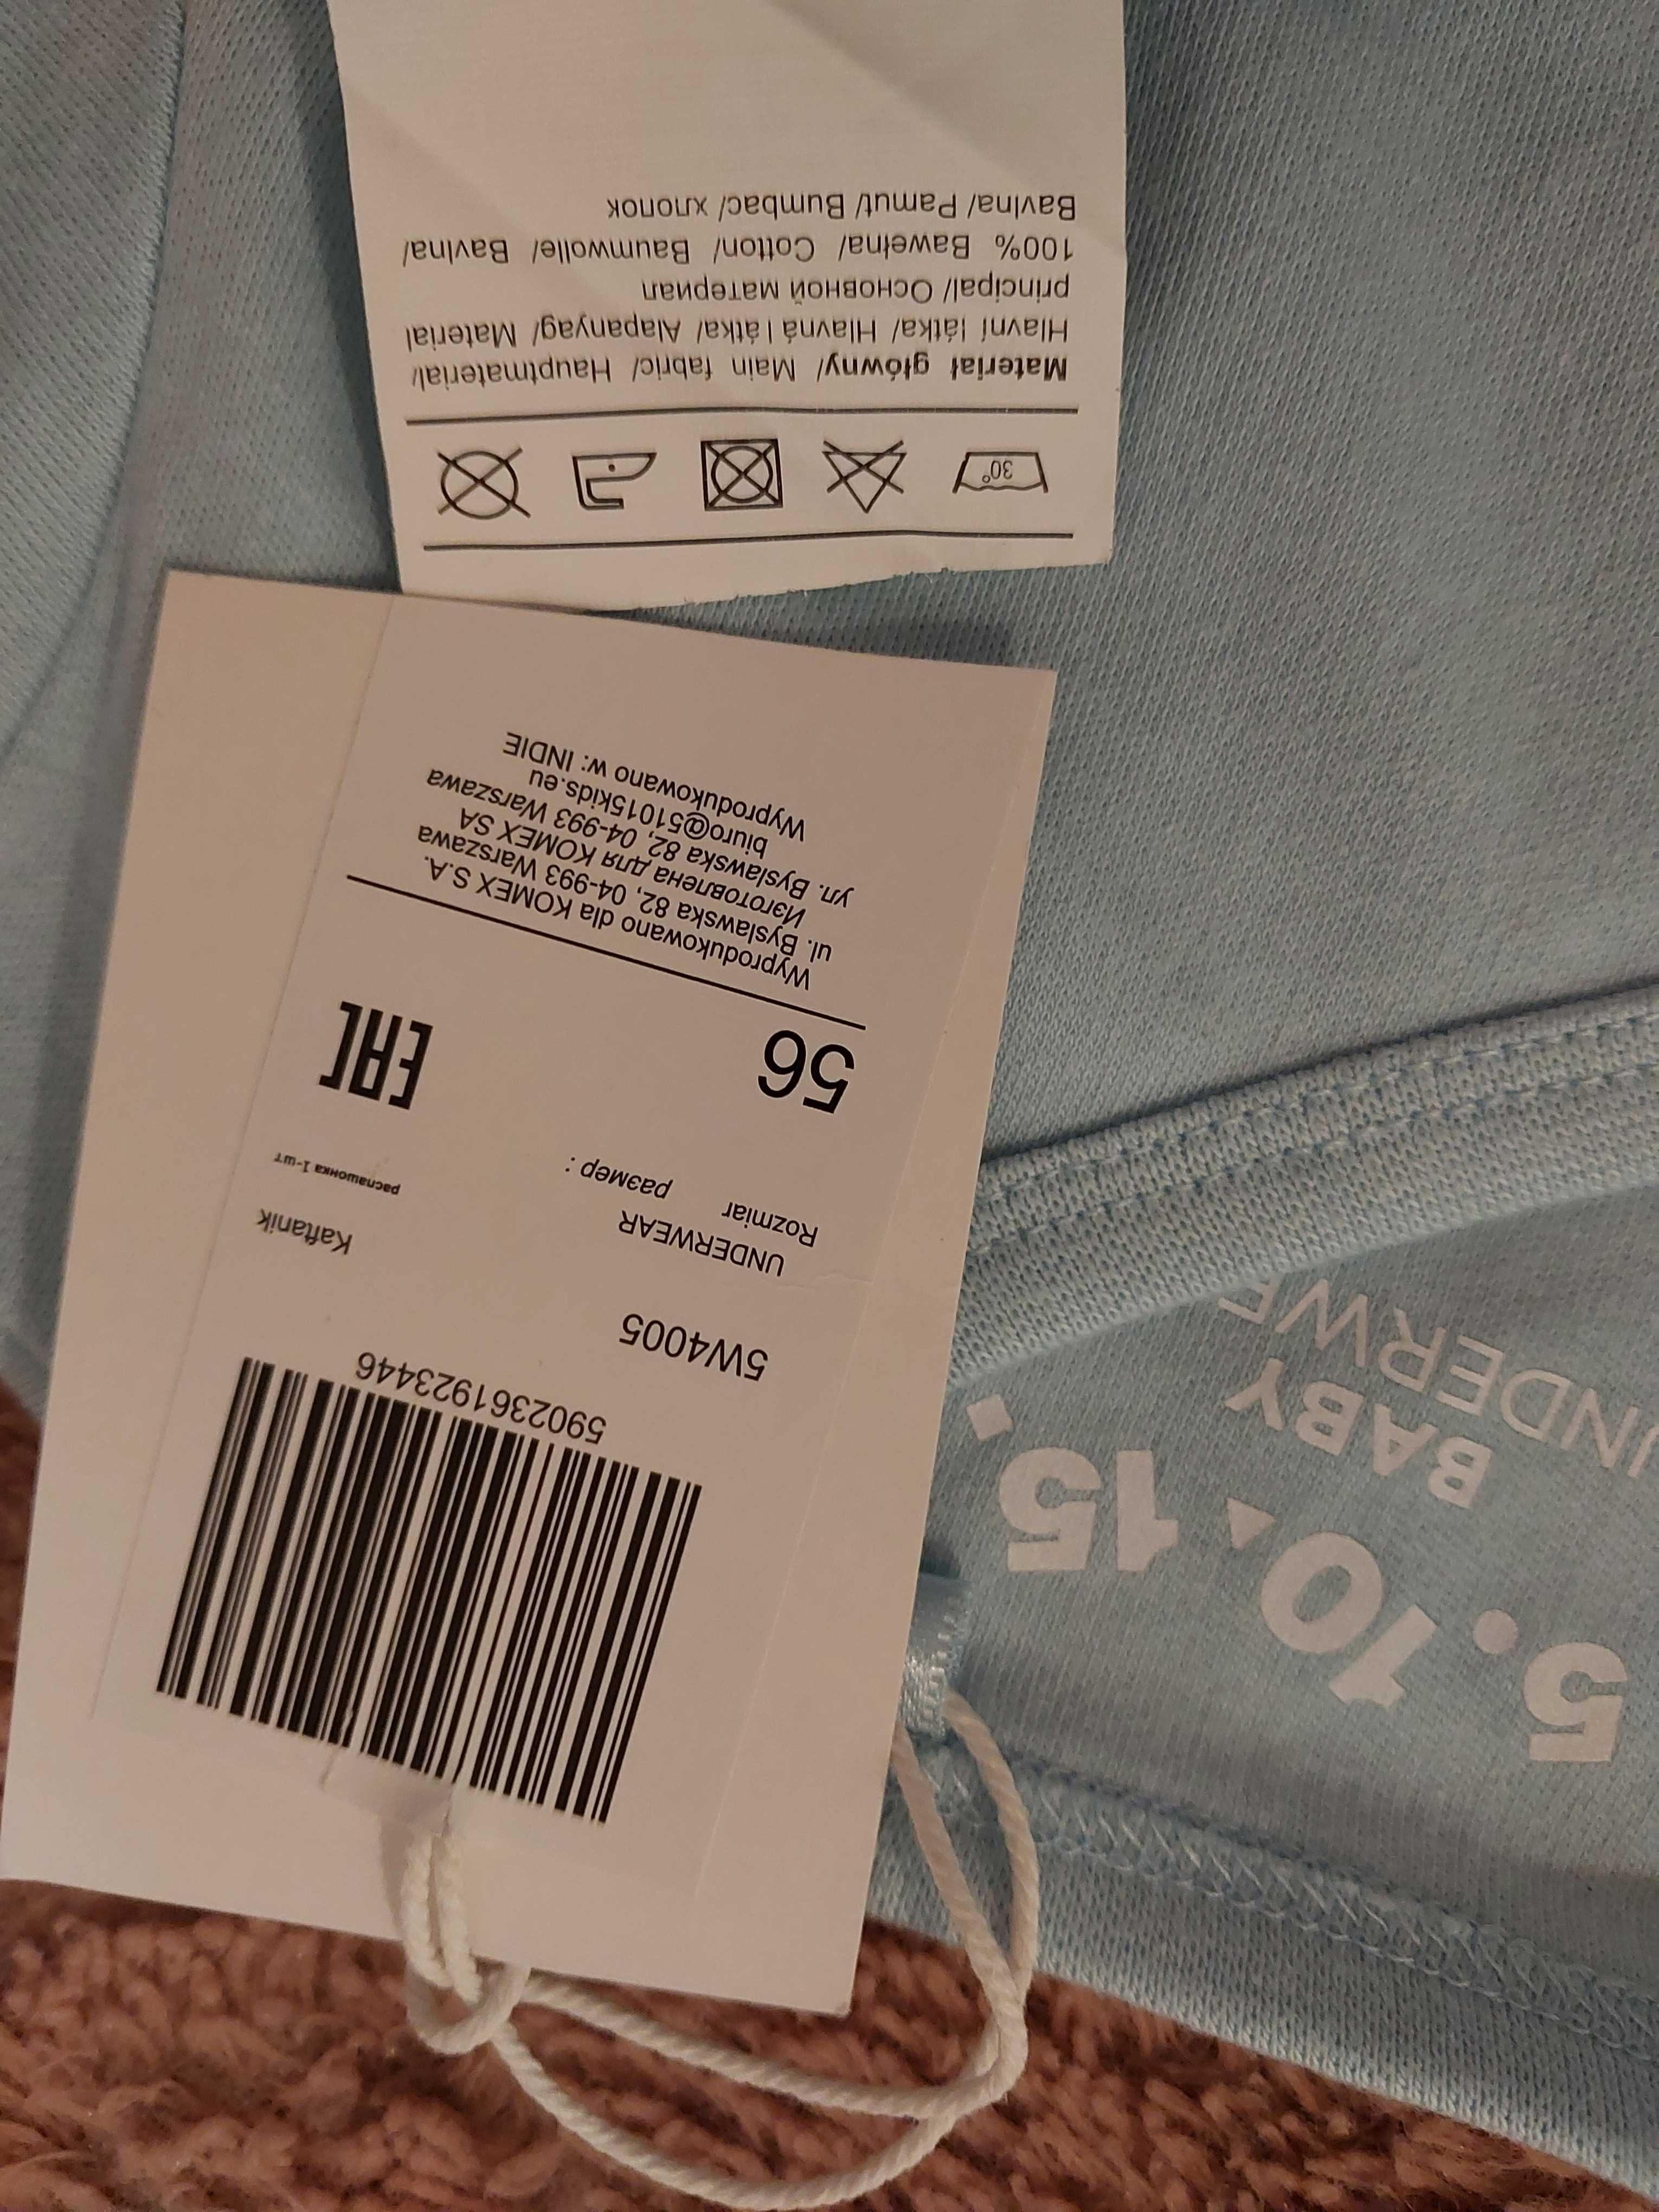 30°
Materiał główny/ Main fabric/ Hauptmaterial/
Hlavní látka/ Hlavná látka/ Alapanyag/ Material
principal/ Основной материал
100% Bawełna/ Cotton/ Baumwolle/ Bavlna/
Bavlna/ Pamut/ Bumbac/ хлопок
5902361923446
5W4005
UNDERWEAR
Kaftanik
Rozmiar размер :
распашонка 1-шт
56
EAC
Wyprodukowano dla KOMEX S.A.
ul. Bysławska 82, 04-993 Warszawa
Изготовлена для KOMEX SA
ул. Bysławska 82, 04-993 Warszawa
biuro@51015kids.eu
Wyprodukowano w: INDIE
5.10.15.
BABY
UNDERWE